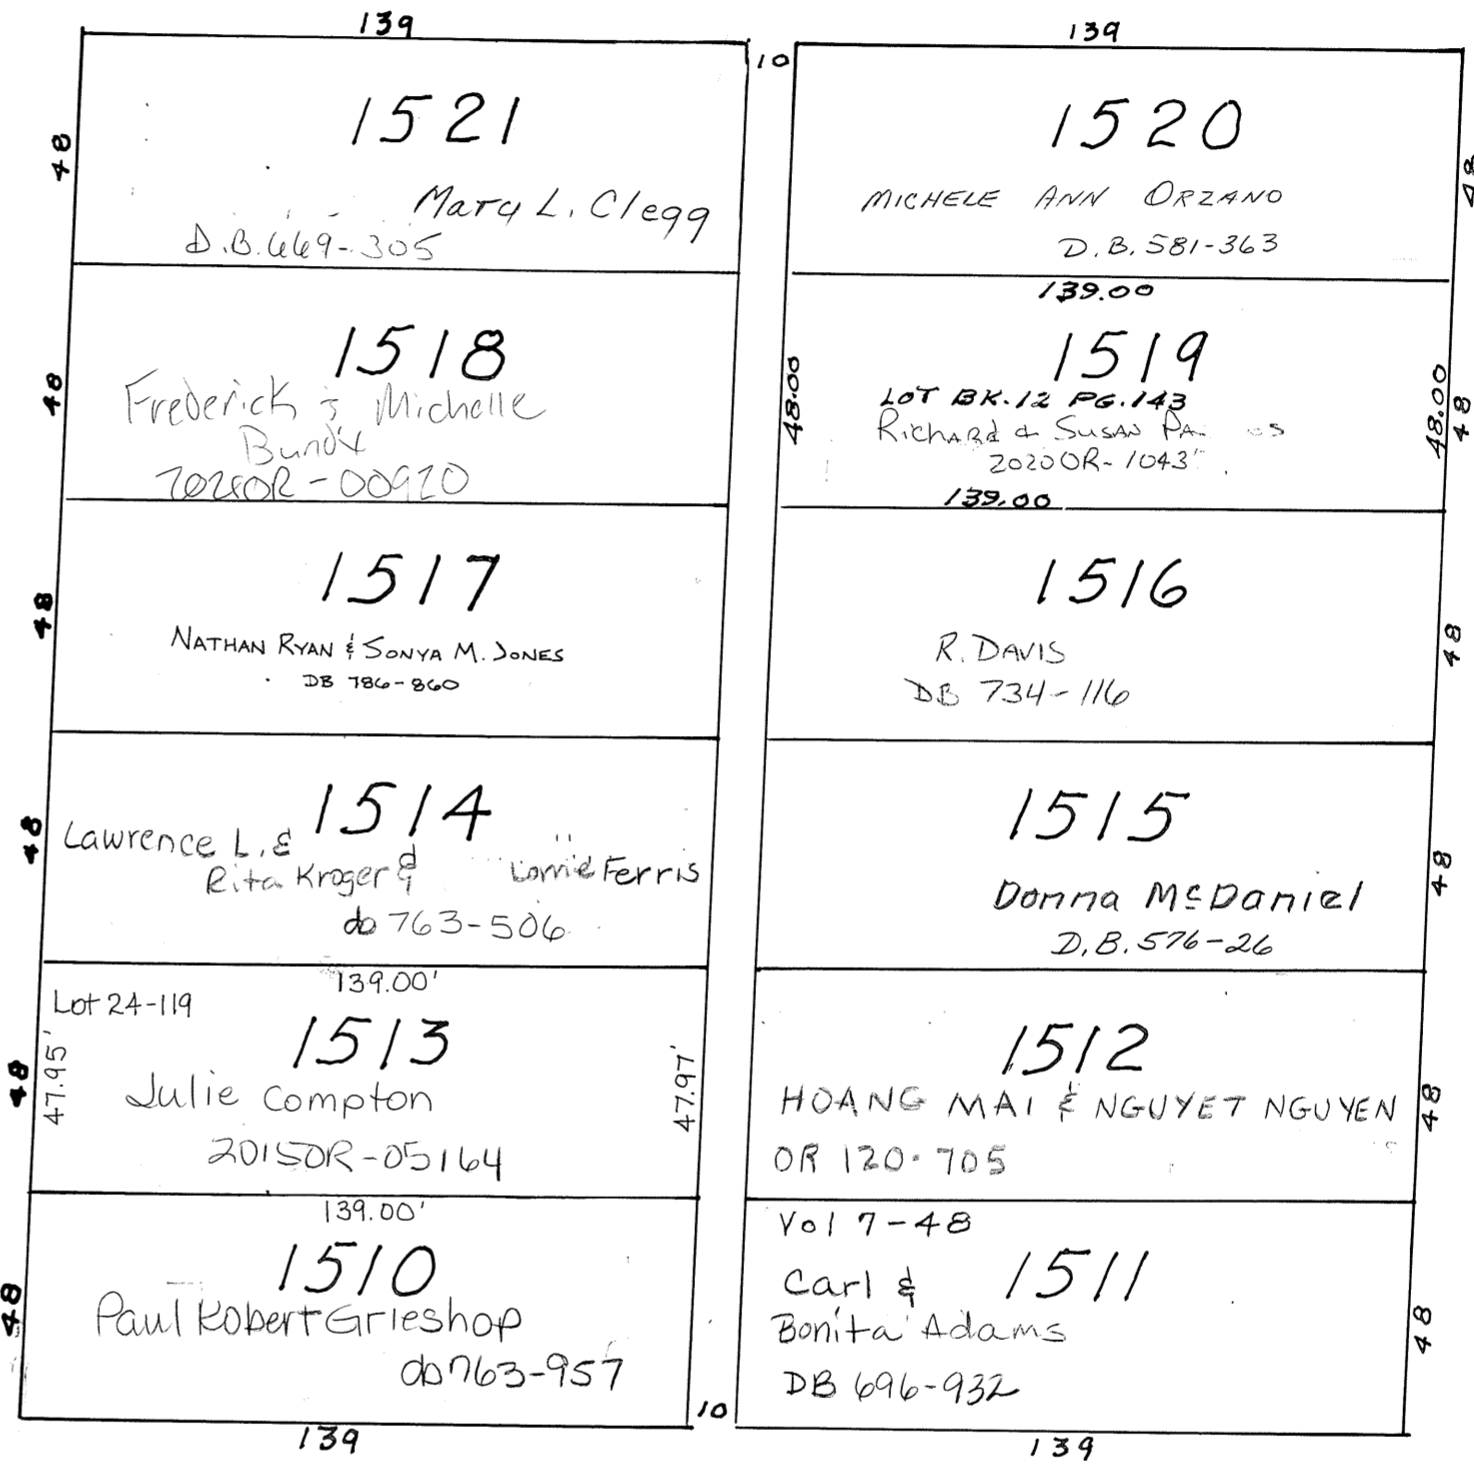 139
139
10
48
1521
Mary L. Clegg
D.B. 669-305
1520
48
MICHELE ANN ORZANO
D.B. 581-363
48
1518
Frederick & Michelle
Bundy
139.00
48.00
1519
48.00
48
LOT BK. 12 PG. 143
Richard & Susan
2020OR-1043
139.00
48
1517
NATHAN RYAN & SONYA M. JONES
DB 786-860
1516
48
R. DAVIS
DB 734-116
48
1514
Lawrence L. &
Rita Kroger &
Ferris
db 763-506
1515
48
Donna McDaniel
D.B. 576-26
139.00'
Lot 24-119
48
47.95'
1513
47.97'
Julie Compton
2015OR-05164
1512
48
HOANG MAI & NGUYET NGUYEN
OR 120-705
139.00'
48
1510
Paul Robert Grieshop
db 763-957
Vol 7-48
Carl &
1511
48
Bonita Adams
DB 696-932
10
139
139